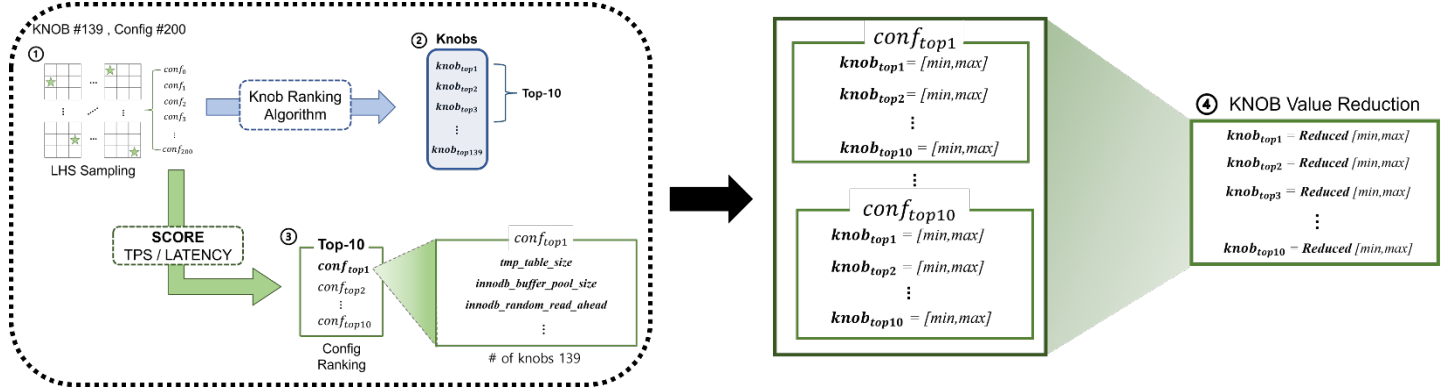 KNOB #139 , Config #200
①
conf0
conf1
conf2
conf3
⋮
conf200
LHS Sampling
Knob Ranking
Algorithm
② Knobs
knobtop1
knobtop2
knobtop3
⋮
knobtop139
Top-10
SCORE
TPS / LATENCY
③
Top-10
conftop1
conftop2
⋮
conftop10
Config
Ranking
conftop1
tmp_table_size
innodb_buffer_pool_size
innodb_random_read_ahead
⋮
# of knobs 139
conftop1
knobtop1 = [min,max]
knobtop2 = [min,max]
⋮
knobtop10 = [min,max]
⋮
conftop10
knobtop1 = [min,max]
knobtop2 = [min,max]
⋮
knobtop10 = [min,max]
④ KNOB Value Reduction
knobtop1 = Reduced [min,max]
knobtop2 = Reduced [min,max]
knobtop3 = Reduced [min,max]
⋮
knobtop10 = Reduced [min,max]